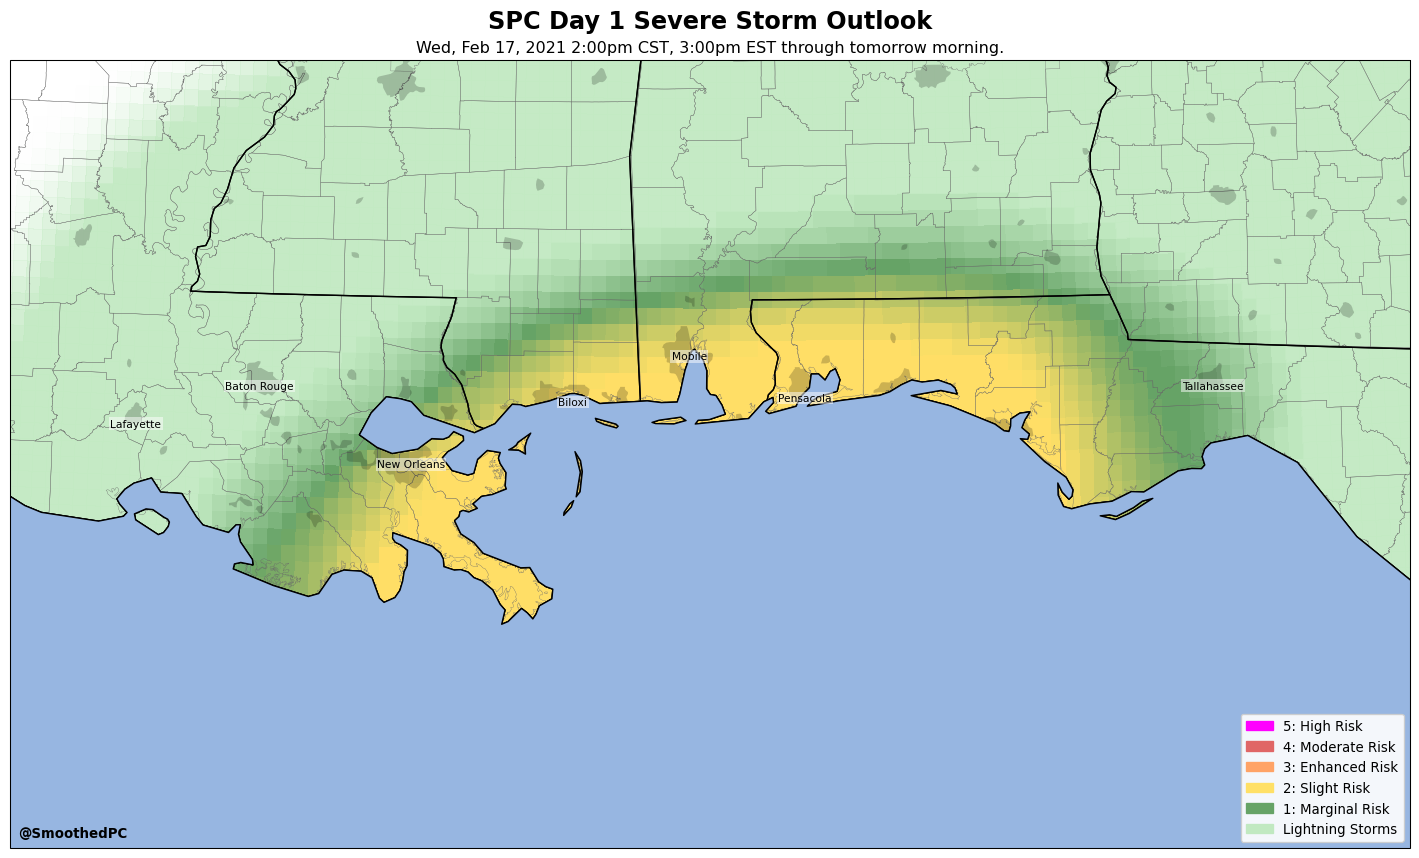 SPC Day 1 Severe Storm Outlook
Wed, Feb 17, 2021 2:00pm CST, 3:00pm EST through tomorrow morning.
Mobile
Baton Rouge
Tallahassee
Pensacola
Biloxi
Lafayette
New Orleans
5: High Risk
4: Moderate Risk
3: Enhanced Risk
2: Slight Risk
1: Marginal Risk
Lightning Storms
@SmoothedPC